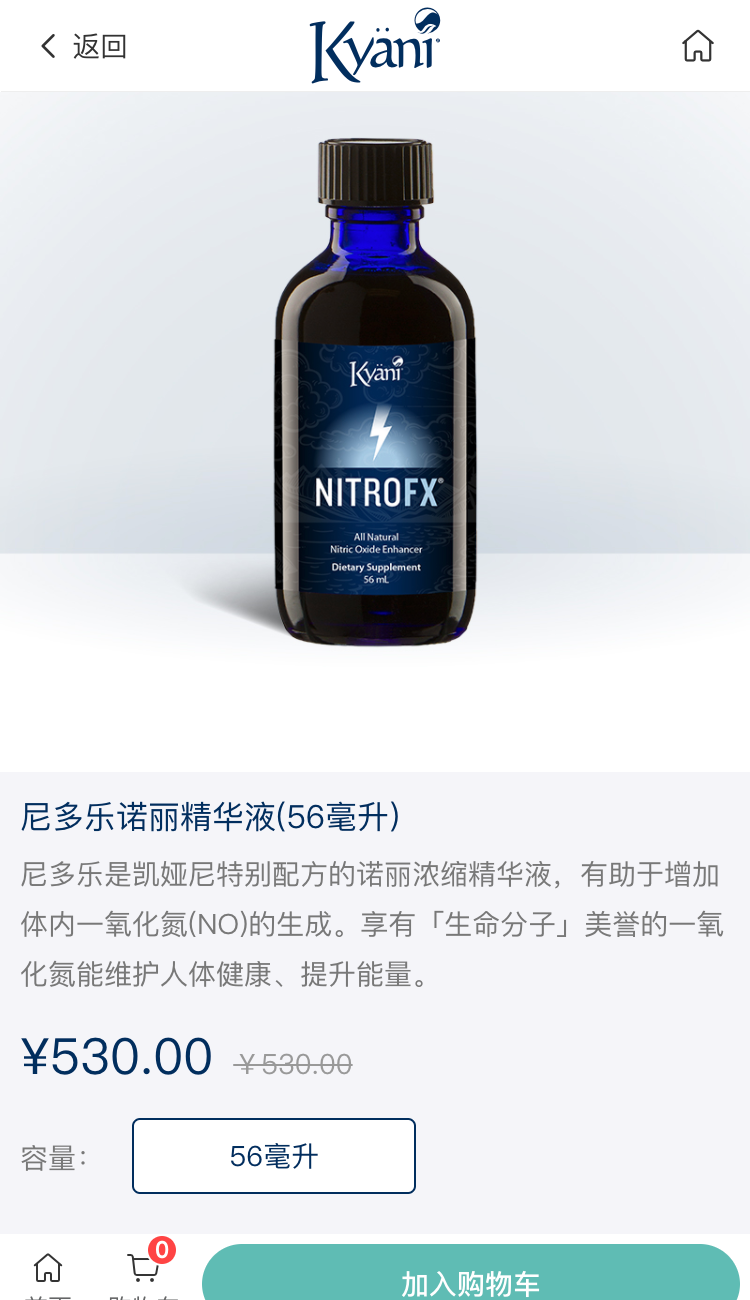 返回
Kyäni
Kyäni
NITROFX®
All Natural
Nitric Oxide Enhancer
Dietary Supplement
56 mL
尼多乐诺丽精华液(56毫升)
尼多乐是凯娅尼特别配方的诺丽浓缩精华液，有助于增加
体内一氧化氮(NO)的生成。享有「生命分子」美誉的一氧
化氮能维护人体健康、提升能量。
¥530.00 ¥530.00
容量： 56毫升
0
加入购物车